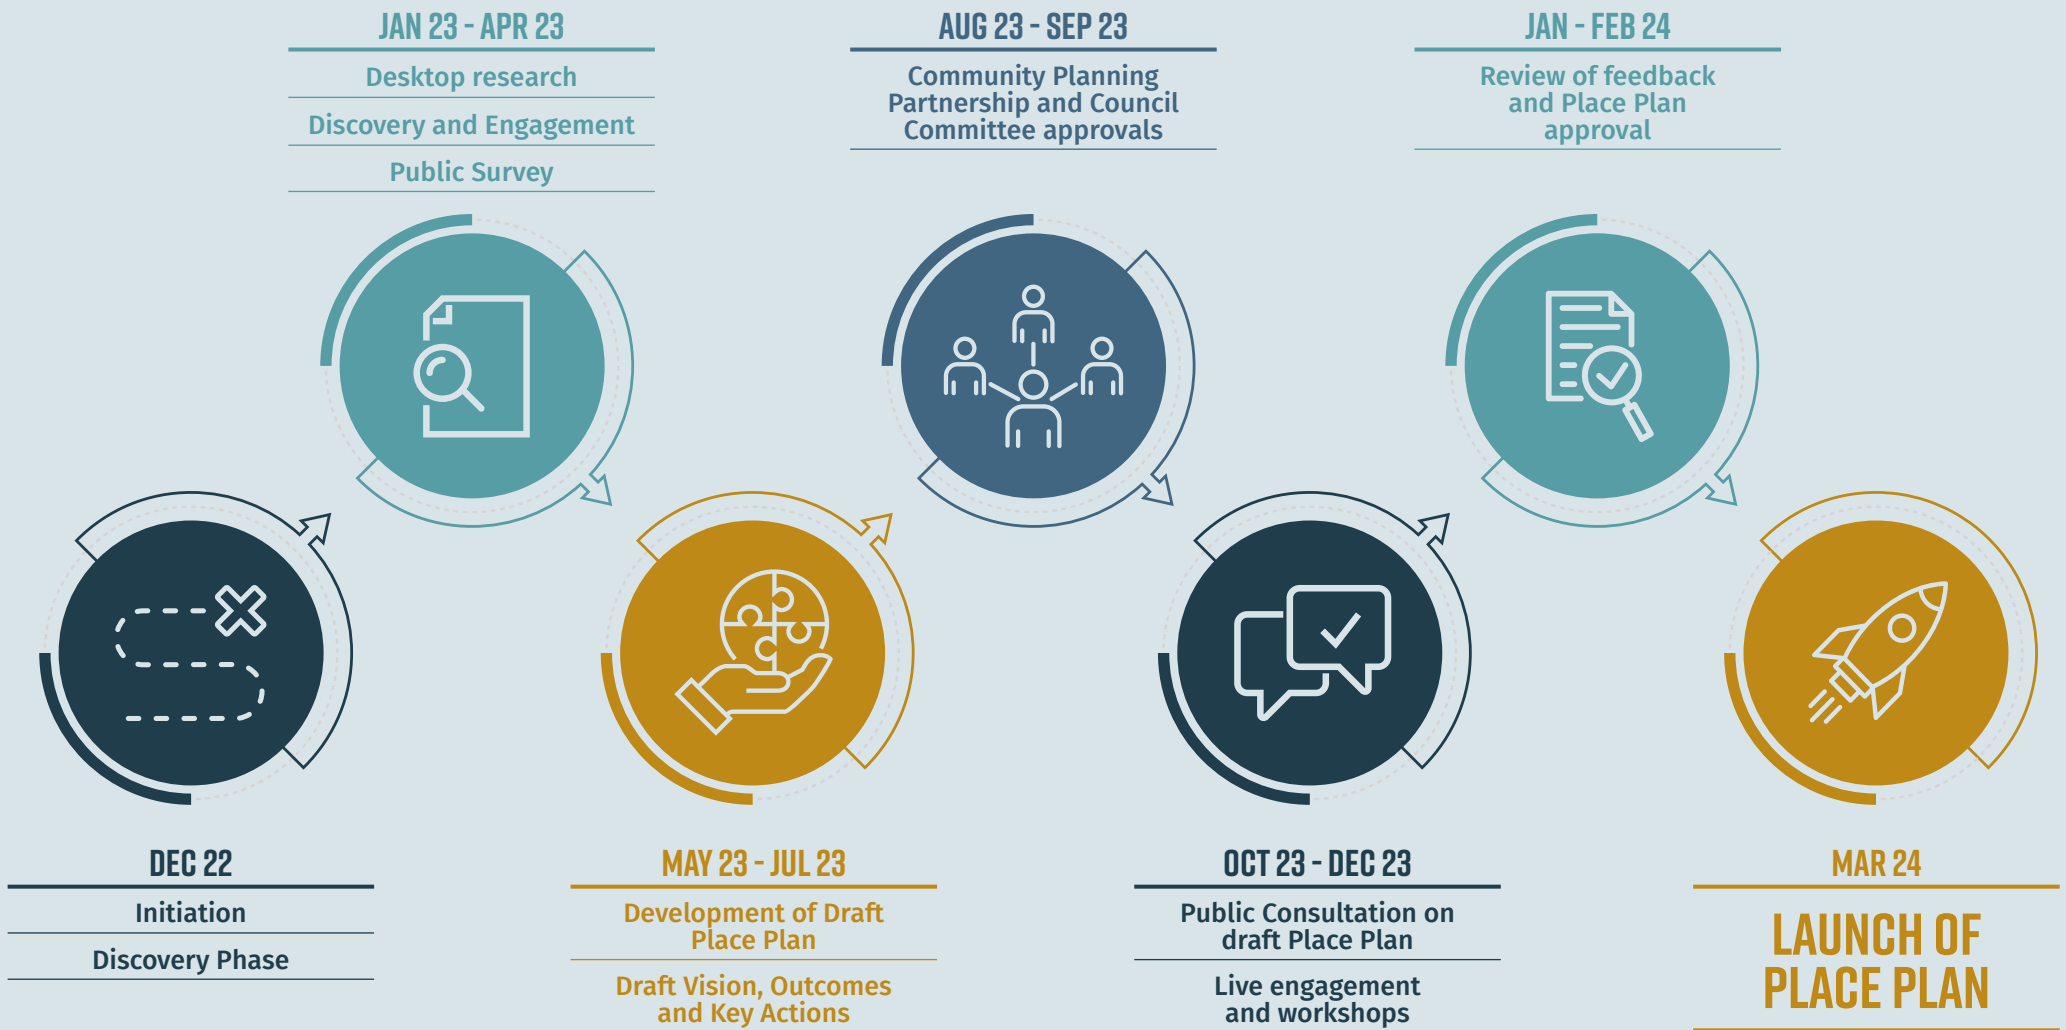 JAN 23 - APR 23
Desktop research
Discovery and Engagement
Public Survey
AUG 23 - SEP 23
Community Planning
Partnership and Council
Committee approvals
JAN - FEB 24
Review of feedback
and Place Plan
approval
DEC 22
Initiation
Discovery Phase
MAY 23 - JUL 23
Development of Draft
Place Plan
Draft Vision, Outcomes
and Key Actions
OCT 23 - DEC 23
Public Consultation on
draft Place Plan
Live engagement
and workshops
MAR 24
LAUNCH OF
PLACE PLAN